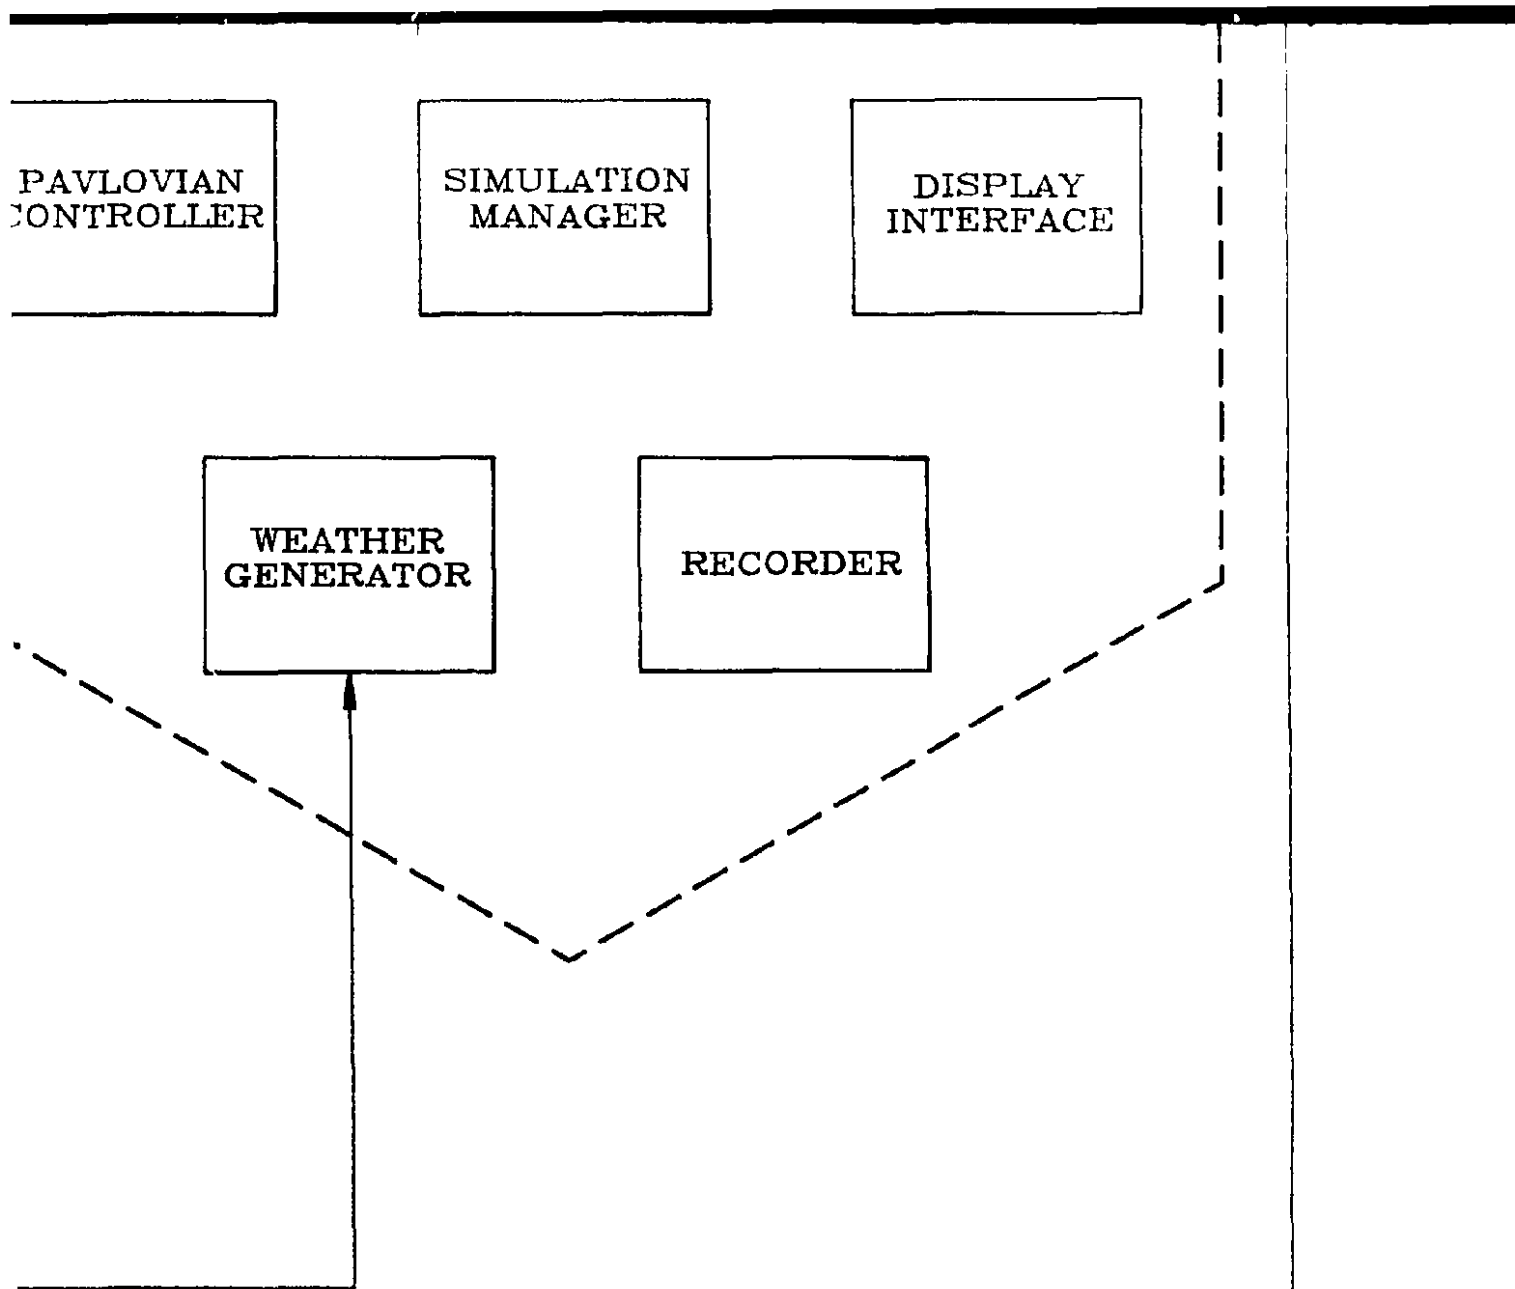 PAVLOVIAN
CONTROLLER
SIMULATION
MANAGER
DISPLAY
INTERFACE
WEATHER
GENERATOR
RECORDER